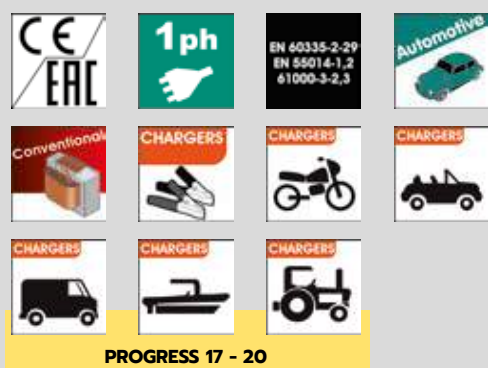 CE/EAC
1ph
EN 60335-2-29
EN 55014-1,2
61000-3-2,3
Automotive
Conventional
CHARGERS
CHARGERS
CHARGERS
CHARGERS
CHARGERS
CHARGERS
PROGRESS 17 - 20